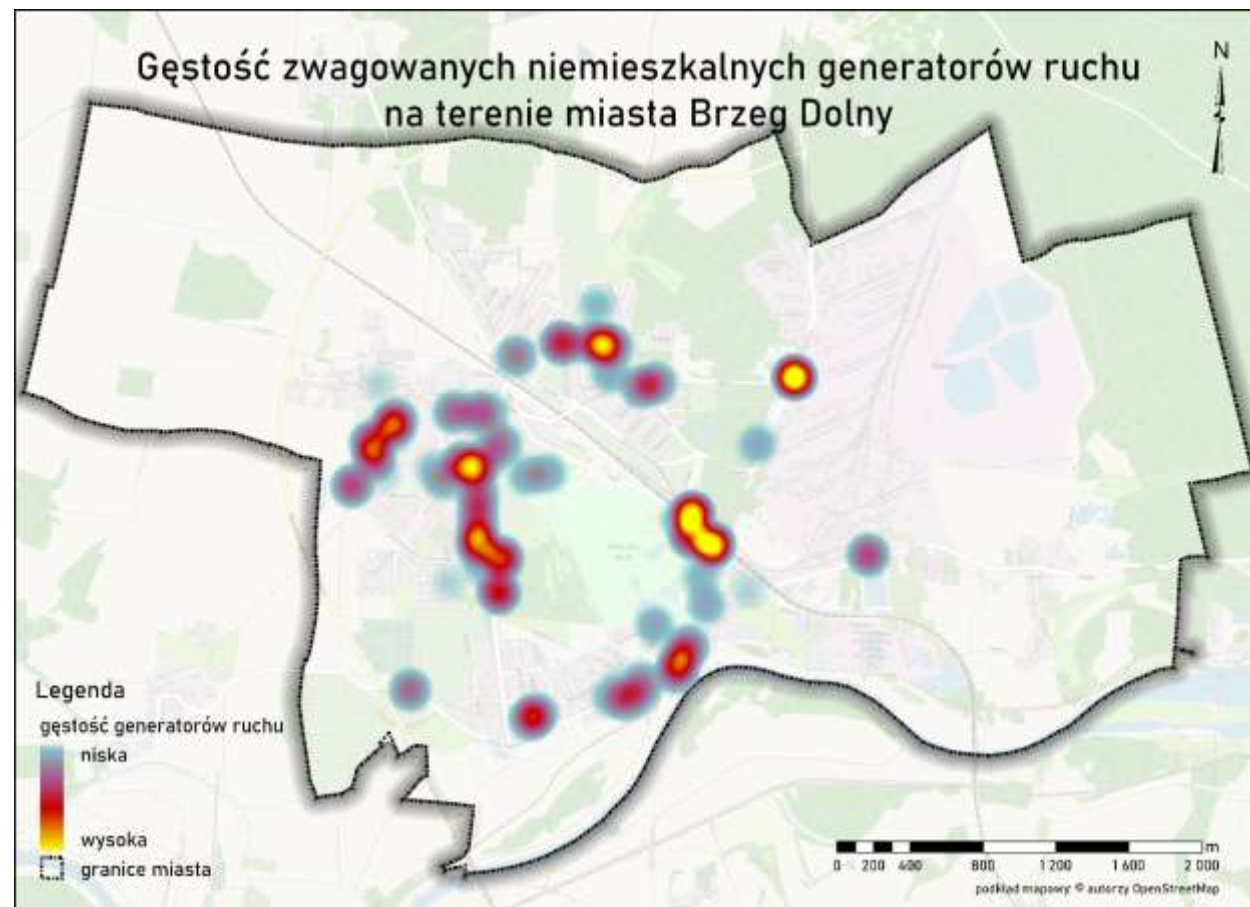 Gęstość zwagowanych niemieszkalnych generatorów ruchu
na terenie miasta Brzeg Dolny
N
Legenda
gęstość generatorów ruchu
niska
wysoka
granice miasta
m
0 200 400 800 1 200 1 600 2 000
podkład mapowy: © autorzy OpenStreetMap